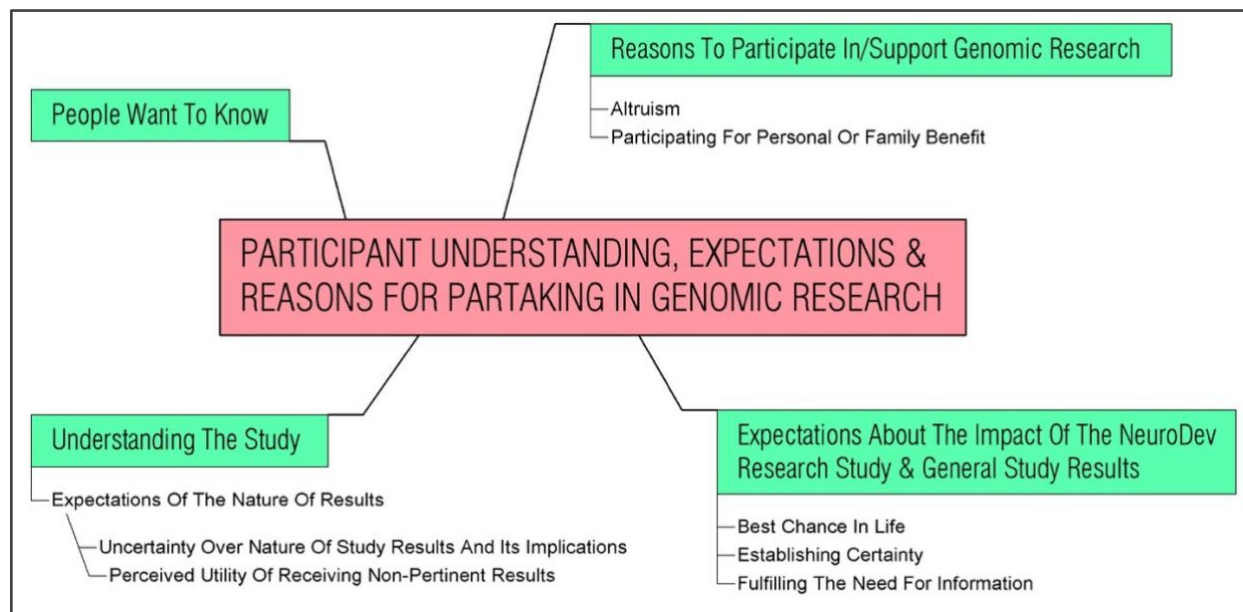 Reasons To Participate In/Support Genomic Research
Altruism
Participating For Personal Or Family Benefit
People Want To Know
PARTICIPANT UNDERSTANDING, EXPECTATIONS &
REASONS FOR PARTAKING IN GENOMIC RESEARCH
Understanding The Study
Expectations Of The Nature Of Results
Uncertainty Over Nature Of Study Results And Its Implications
Perceived Utility Of Receiving Non-Pertinent Results
Expectations About The Impact Of The NeuroDev
Research Study & General Study Results
Best Chance In Life
Establishing Certainty
Fulfilling The Need For Information